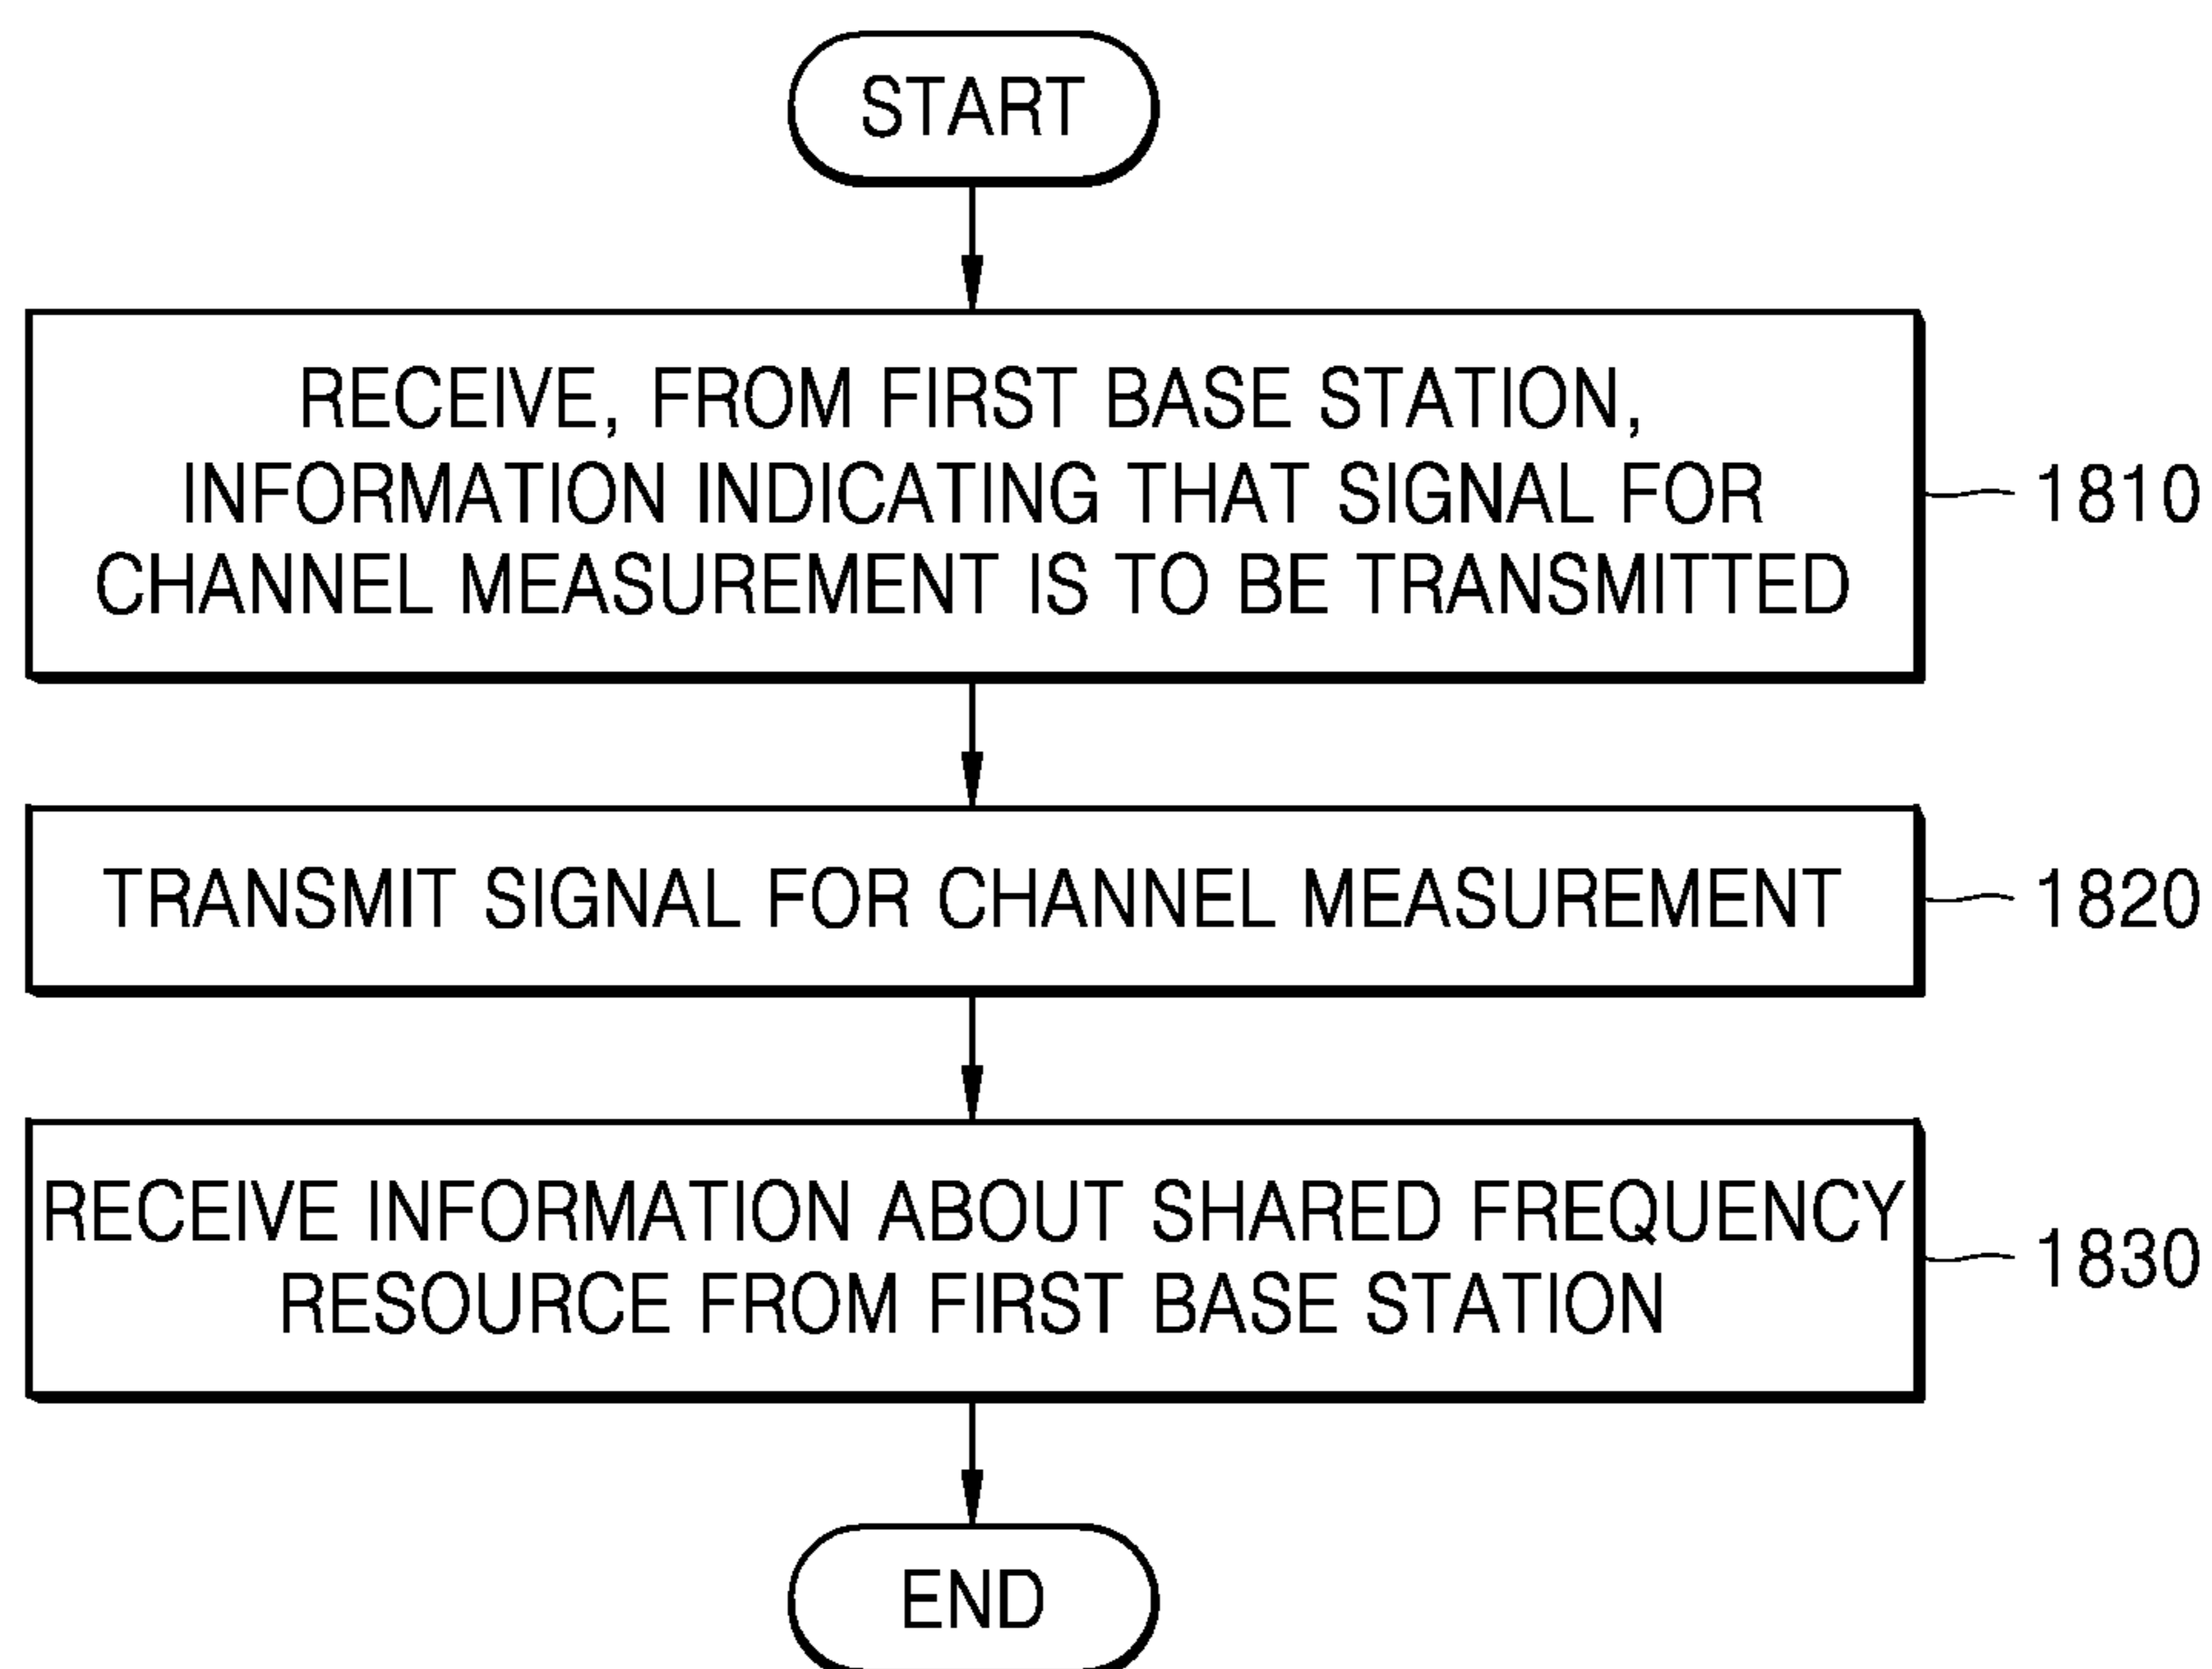 START
RECEIVE, FROM FIRST BASE STATION,
INFORMATION INDICATING THAT SIGNAL FOR
CHANNEL MEASUREMENT IS TO BE TRANSMITTED
1810
TRANSMIT SIGNAL FOR CHANNEL MEASUREMENT
1820
RECEIVE INFORMATION ABOUT SHARED FREQUENCY
RESOURCE FROM FIRST BASE STATION
1830
END